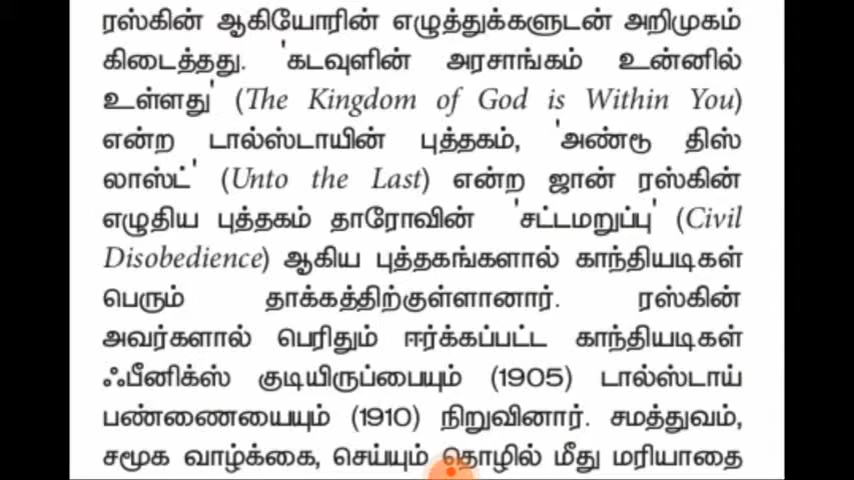 ரஸ்கின் ஆகியோரின் எழுத்துக்களுடன் அறிமுகம்
கிடைத்தது. 'கடவுளின் அரசாங்கம் உன்னில்
உள்ளது' (The Kingdom of God is Within You)
என்ற டால்ஸ்டாயின் புத்தகம், 'அண்டூ திஸ்
லாஸ்ட்' (Unto the Last) என்ற ஜான் ரஸ்கின்
எழுதிய புத்தகம் தாரோவின் 'சட்டமறுப்பு' (Civil
Disobedience) ஆகிய புத்தகங்களால் காந்தியடிகள்
பெரும் தாக்கத்திற்குள்ளானார். ரஸ்கின்
அவர்களால் பெரிதும் ஈர்க்கப்பட்ட காந்தியடிகள்
ஃபீனிக்ஸ் குடியிருப்பையும் (1905) டால்ஸ்டாய்
பண்ணையையும் (1910) நிறுவினார். சமத்துவம்,
சமூக வாழ்க்கை, செய்யும் தொழில் மீது மரியாதை